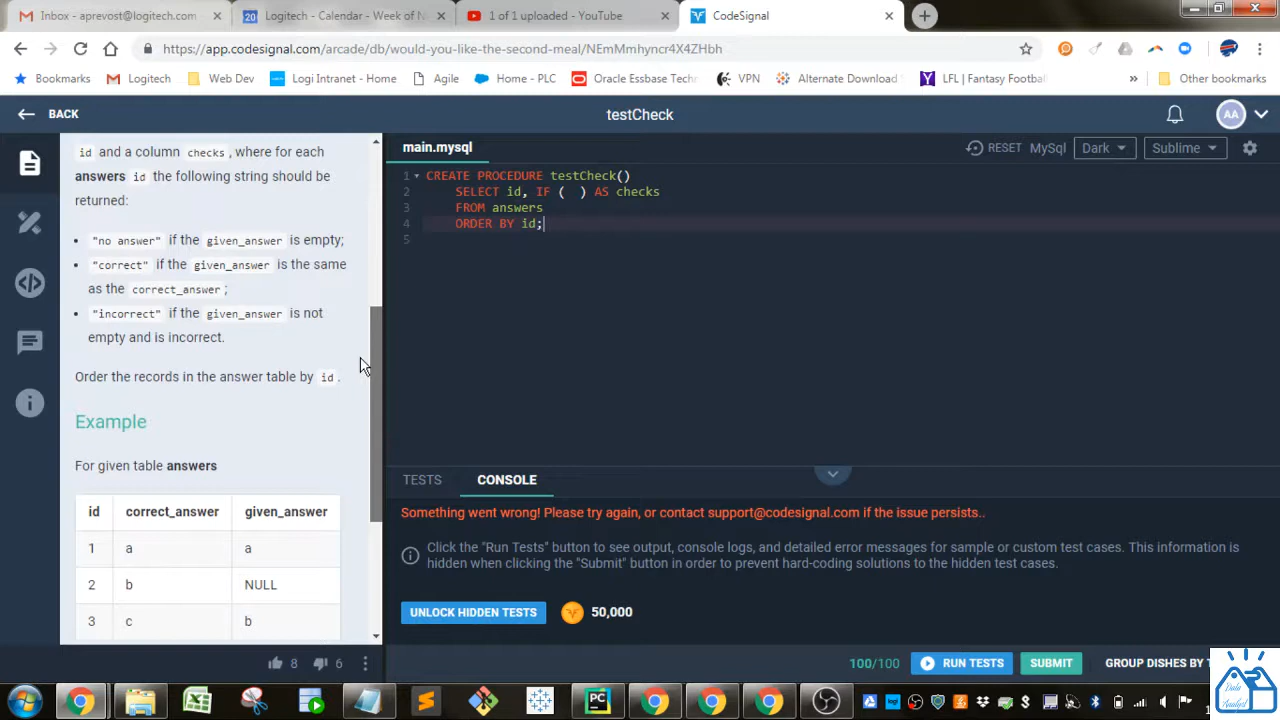 Inbox - aprevost@logitech.com
20 Logitech - Calendar - Week of N
1 of 1 uploaded - YouTube
CodeSignal
https://app.codesignal.com/arcade/db/would-you-like-the-second-meal/NEmMmhyncr4X4ZHbh
Bookmarks Logitech Web Dev Logi Intranet - Home Agile Home - PLC Oracle Essbase Techn VPN Alternate Download LFL | Fantasy Football » Other bookmarks
BACK
testCheck
AA
id and a column checks, where for each
answers id the following string should be
returned:
"no answer" if the given_answer is empty;
"correct" if the given_answer is the same
as the correct_answer;
"incorrect" if the given_answer is not
empty and is incorrect.
Order the records in the answer table by id.
Example
For given table answers
id correct_answer given_answer
1 a a
2 b NULL
3 c b
8 6
main.mysql
RESET MySql Dark Sublime
1 CREATE PROCEDURE testCheck()
2 SELECT id, IF (  ) AS checks
3 FROM answers
4 ORDER BY id;
5
TESTS CONSOLE
Something went wrong! Please try again, or contact support@codesignal.com if the issue persists..
Click the "Run Tests" button to see output, console logs, and detailed error messages for sample or custom test cases. This information is
hidden when clicking the "Submit" button in order to prevent hard-coding solutions to the hidden test cases.
UNLOCK HIDDEN TESTS 50,000
100/100 RUN TESTS SUBMIT GROUP DISHES BY T
PC
Data
Analyst